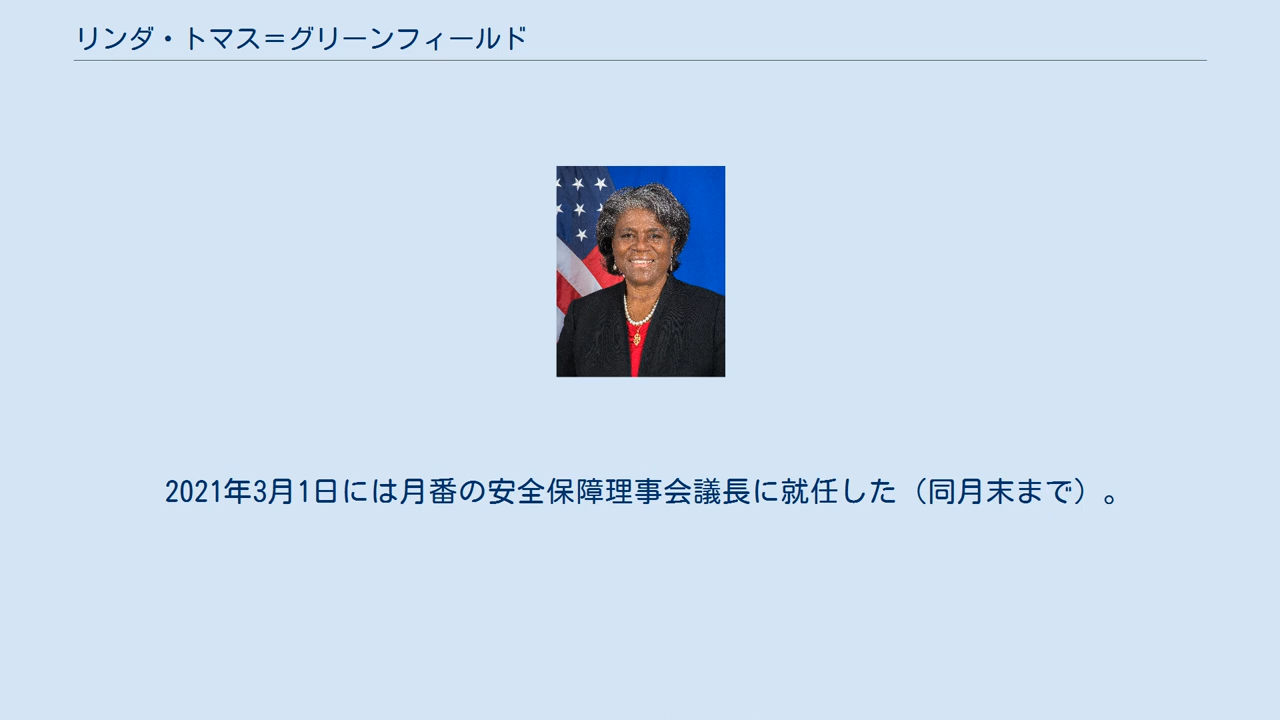 リンダ・トマス＝グリーンフィールド
2021年3月1日には月番の安全保障理事会議長に就任した（同月末まで）。